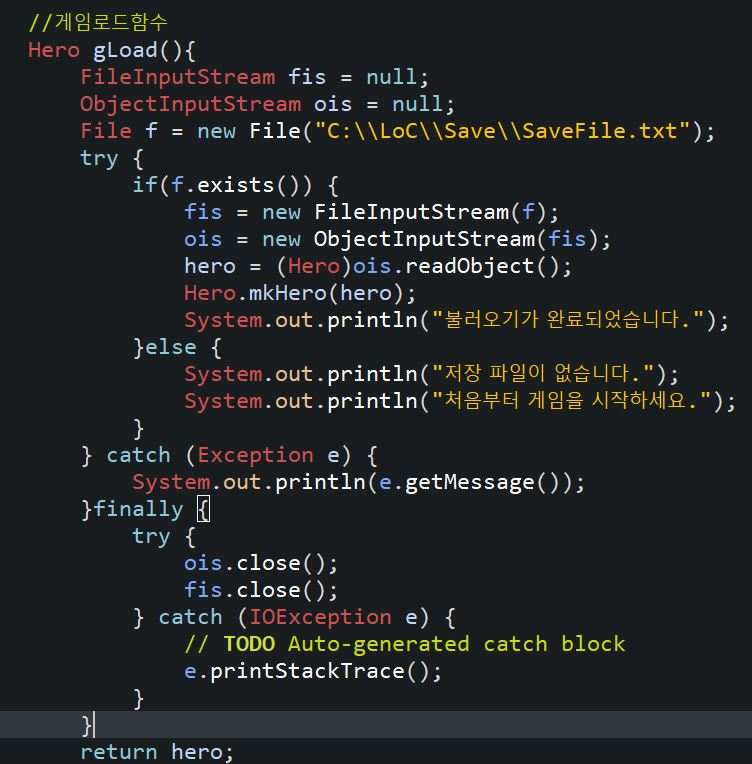 //게임로드함수
Hero gLoad(){
    FileInputStream fis = null;
    ObjectInputStream ois = null;
    File f = new File("C:\\LoC\\Save\\SaveFile.txt");
    try {
        if(f.exists()) {
            fis = new FileInputStream(f);
            ois = new ObjectInputStream(fis);
            hero = (Hero)ois.readObject();
            Hero.mkHero(hero);
            System.out.println("불러오기가 완료되었습니다.");
        }else {
            System.out.println("저장 파일이 없습니다.");
            System.out.println("처음부터 게임을 시작하세요.");
        }
    } catch (Exception e) {
        System.out.println(e.getMessage());
    }finally {
        try {
            ois.close();
            fis.close();
        } catch (IOException e) {
            // TODO Auto-generated catch block
            e.printStackTrace();
        }
    }
    return hero;